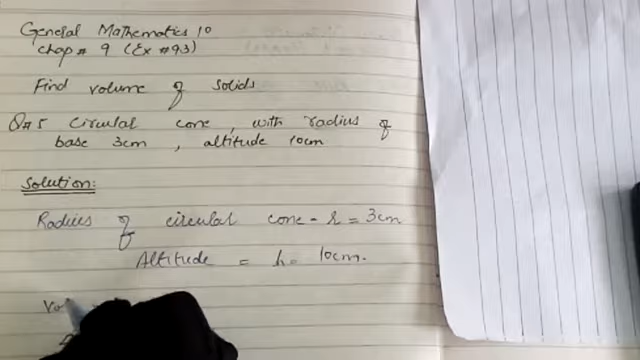 General Mathematics 10
Chap # 9 (Ex # 9.3)
Find volume of solids
Q#5 Circular cone, with radius of
base 3cm, altitude 10cm
Solution:
Radius of circular cone = r = 3cm
Altitude = h = 10cm.